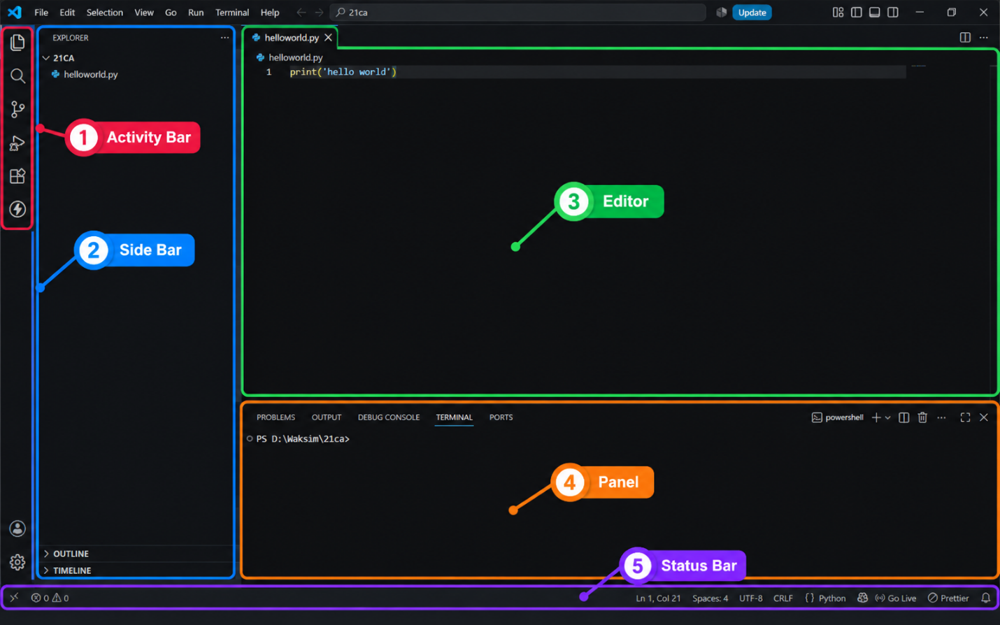 File Edit Selection View Go Run Terminal Help 21ca Update
EXPLORER
21CA
helloworld.py
1 Activity Bar
2 Side Bar
OUTLINE
TIMELINE
helloworld.py
helloworld.py
1 print('hello world')
3 Editor
PROBLEMS OUTPUT DEBUG CONSOLE TERMINAL PORTS powershell
PS D:\Waksim\21ca>
4 Panel
5 Status Bar
0 0 Ln 1, Col 21 Spaces: 4 UTF-8 CRLF {} Python Go Live Prettier